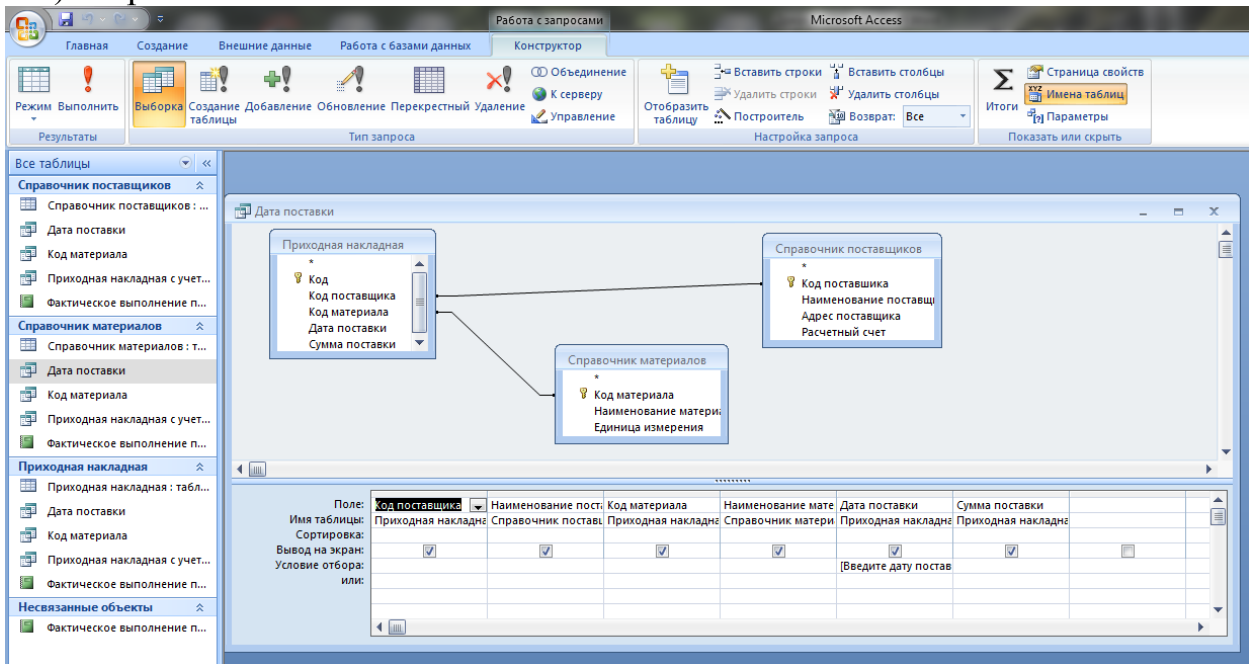 Работа с запросами Microsoft Access
Главная Создание Внешние данные Работа с базами данных Конструктор
Режим Выполнить Выборка Создание таблицы Добавление Обновление Перекрестный Удаление
Объединение
К серверу
Управление
Отобразить таблицу
Вставить строки Вставить столбцы
Удалить строки Удалить столбцы
Построитель Возврат: Все
Итоги
Страница свойств
Имена таблиц
Параметры
Результаты Тип запроса Настройка запроса Показать или скрыть
Все таблицы
Справочник поставщиков
Справочник поставщиков : ...
Дата поставки
Код материала
Приходная накладная с учет...
Фактическое выполнение п...
Справочник материалов
Справочник материалов : т...
Дата поставки
Код материала
Приходная накладная с учет...
Фактическое выполнение п...
Приходная накладная
Приходная накладная : табл...
Дата поставки
Код материала
Приходная накладная с учет...
Фактическое выполнение п...
Несвязанные объекты
Фактическое выполнение п...
Дата поставки
Приходная накладная
*
Код
Код поставщика
Код материала
Дата поставки
Сумма поставки
Справочник материалов
*
Код материала
Наименование матери
Единица измерения
Справочник поставщиков
*
Код поставшика
Наименование поставщ
Адрес поставщика
Расчетный счет
Поле: Код поставщика Наименование пост Код материала Наименование мате Дата поставки Сумма поставки
Имя таблицы: Приходная накладна Справочник постав Приходная накладна Справочник матери Приходная накладна Приходная накладна
Сортировка:
Вывод на экран:
Условие отбора: [Введите дату постав
или: